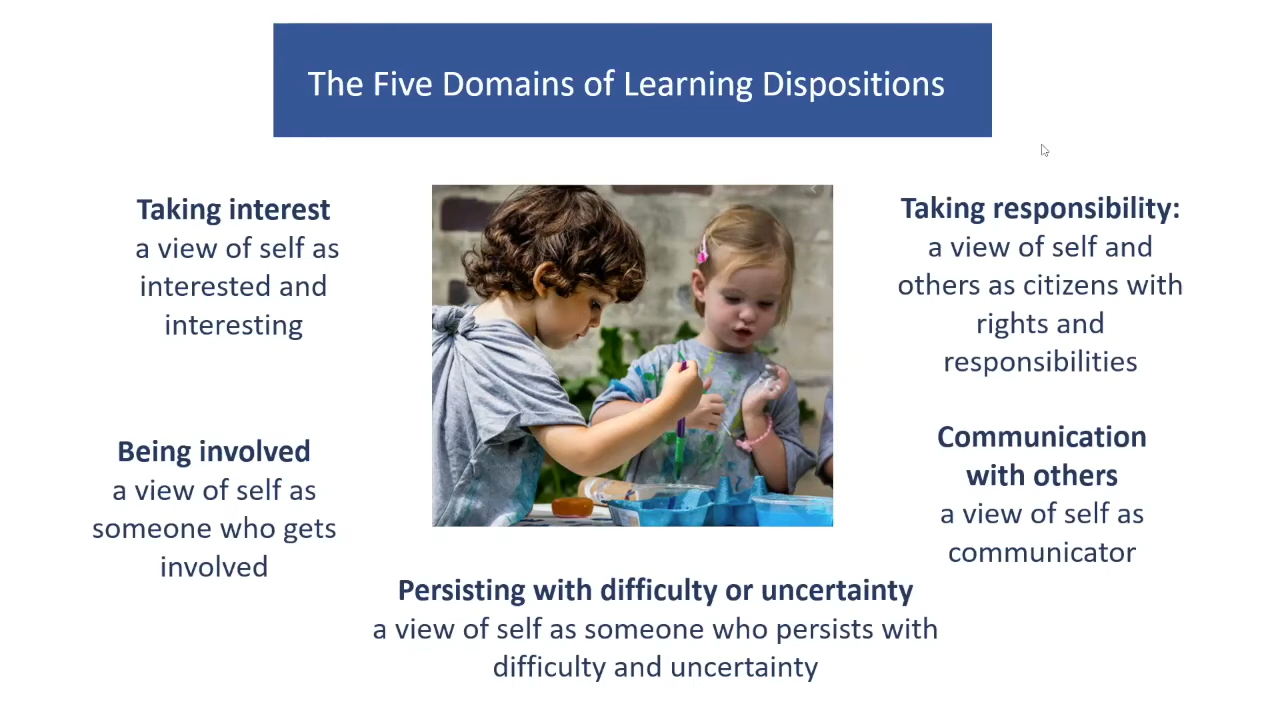 The Five Domains of Learning Dispositions
Taking interest
a view of self as
interested and
interesting
Taking responsibility:
a view of self and
others as citizens with
rights and
responsibilities
Being involved
a view of self as
someone who gets
involved
Communication
with others
a view of self as
communicator
Persisting with difficulty or uncertainty
a view of self as someone who persists with
difficulty and uncertainty